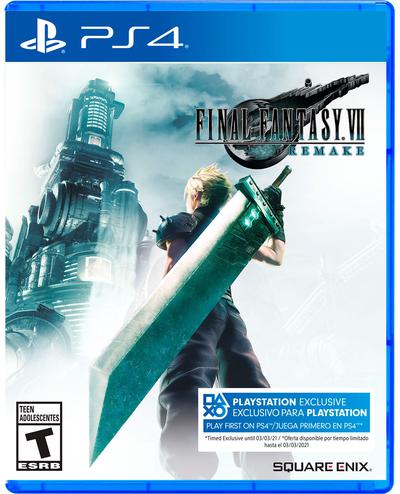 PS4
FINAL FANTASY.VII
REMAKE
PLAYSTATION EXCLUSIVE
EXCLUSIVO PARA PLAYSTATION
PLAY FIRST ON PS4™/JUEGA PRIMERO EN PS4™*
*Timed Exclusive until 03/03/21 / *Oferta disponible por tiempo limitado
hasta el 03/03/2021
TEEN
ADOLESCENTES
T
ESRB
SQUARE ENIX.